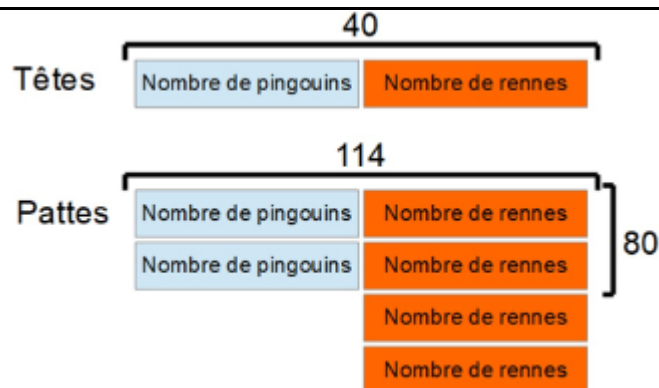 40
Têtes Nombre de pingouins Nombre de rennes
114
Pattes Nombre de pingouins Nombre de rennes
Nombre de pingouins Nombre de rennes 80
Nombre de rennes
Nombre de rennes